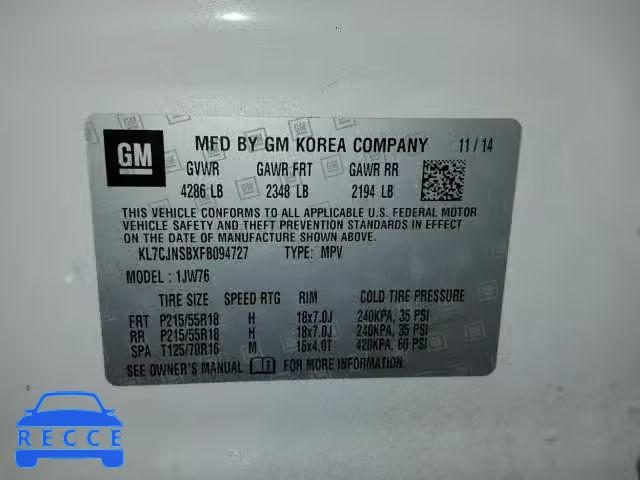 GM
MFD BY GM KOREA COMPANY 11/14
GVWR GAWR FRT GAWR RR
4286 LB 2348 LB 2194 LB
THIS VEHICLE CONFORMS TO ALL APPLICABLE U.S. FEDERAL MOTOR
VEHICLE SAFETY AND THEFT PREVENTION STANDARDS IN EFFECT ON
THE DATE OF MANUFACTURE SHOWN ABOVE.
KL7CJNSBXFB094727 TYPE: MPV
MODEL: 1JW76
TIRE SIZE SPEED RTG RIM COLD TIRE PRESSURE
FRT P215/55R18 H 18x7.0J 240KPA, 35 PSI
RR P215/55R18 H 18x7.0J 240KPA, 35 PSI
SPA T125/70R16 M 16x4.0T 420KPA, 60 PSI
SEE OWNER'S MANUAL FOR MORE INFORMATION.
RECCE